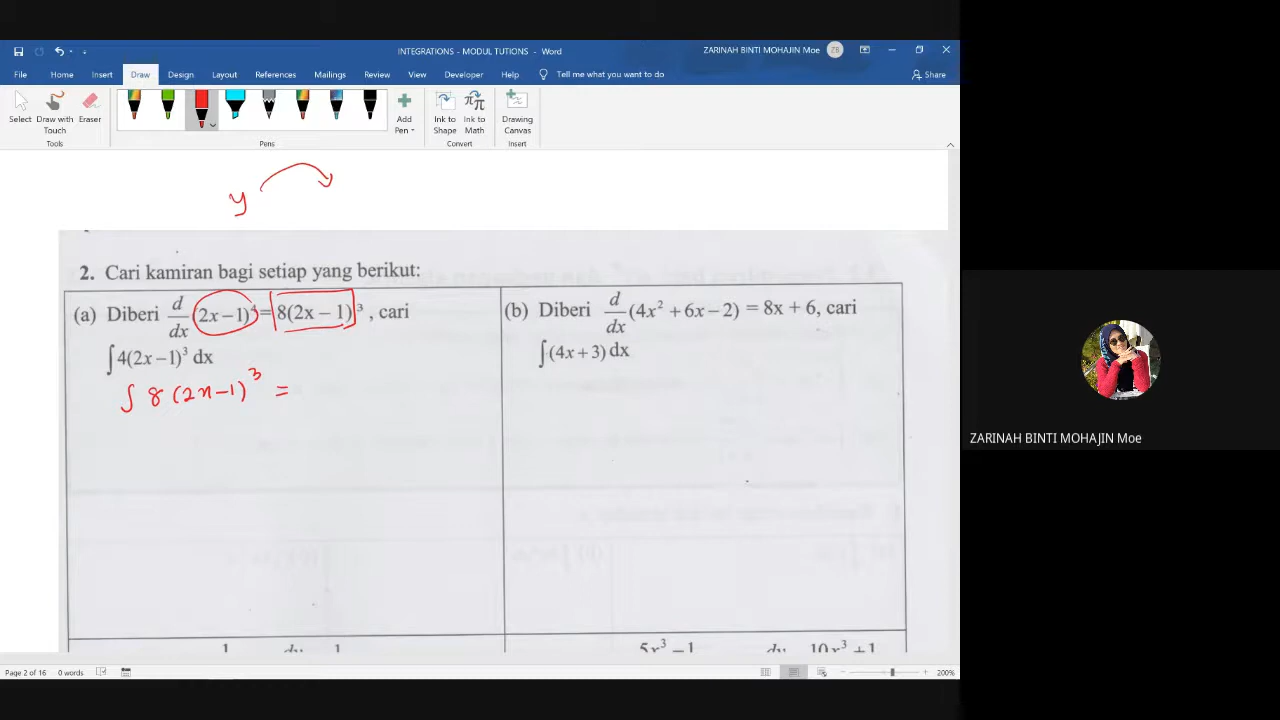 INTEGRATIONS - MODUL TUTIONS - Word
ZARINAH BINTI MOHAJIN Moe
ZB
File Home Insert Draw Design Layout References Mailings Review View Developer Help Tell me what you want to do Share
Select Draw with Touch Eraser Add Pen Ink to Shape Ink to Math Drawing Canvas
Tools Pens Convert Insert
y
2. Cari kamiran bagi setiap yang berikut:
(a) Diberi d/dx (2x−1)⁴ = 8(2x − 1)³ , cari
∫4(2x−1)³ dx
∫ 8 (2x−1)³ =
(b) Diberi d/dx (4x² + 6x − 2) = 8x + 6, cari
∫(4x + 3) dx
ZARINAH BINTI MOHAJIN Moe
Page 2 of 16 0 words 200%